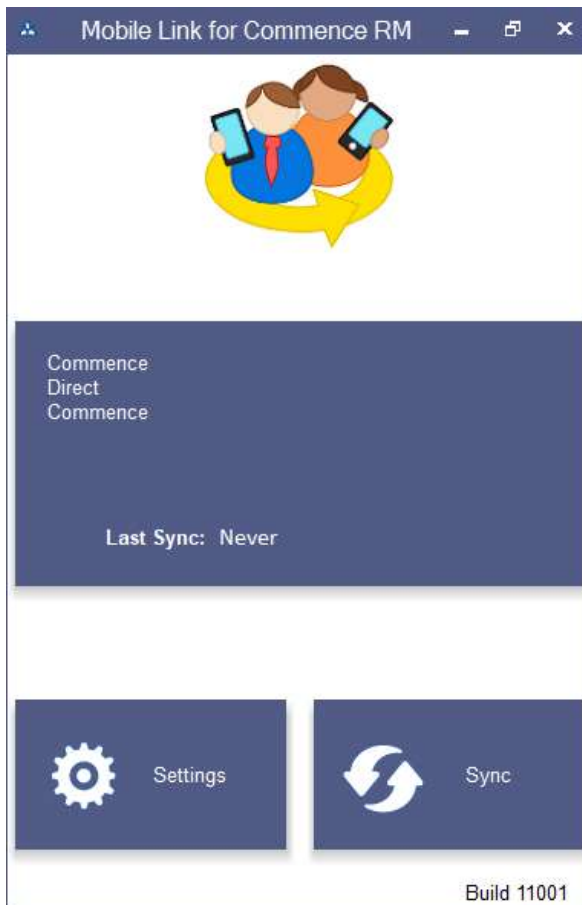 Mobile Link for Commence RM
Commence
Direct
Commence
Last Sync: Never
Settings
Sync
Build 11001